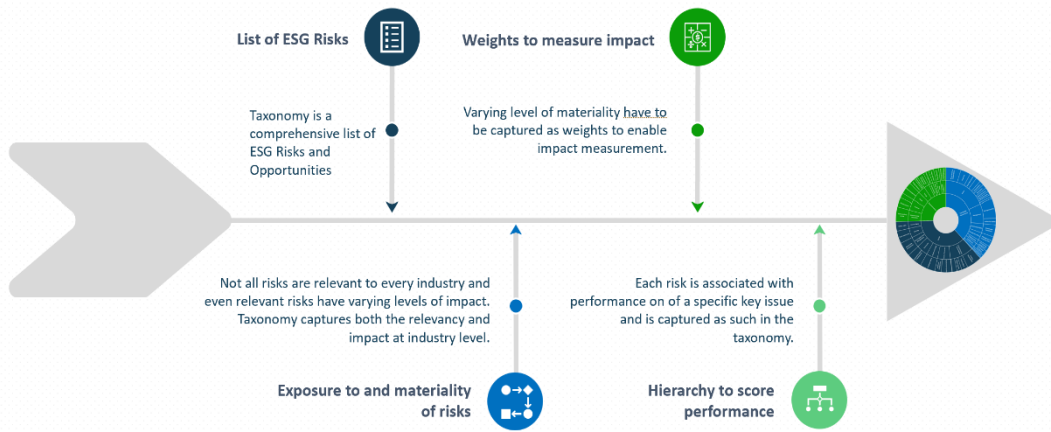 List of ESG Risks
Taxonomy is a
comprehensive list of
ESG Risks and
Opportunities
Weights to measure impact
Varying level of materiality have to
be captured as weights to enable
impact measurement.
Not all risks are relevant to every industry and
even relevant risks have varying levels of impact.
Taxonomy captures both the relevancy and
impact at industry level.
Exposure to and materiality
of risks
Each risk is associated with
performance on of a specific key issue
and is captured as such in the
taxonomy.
Hierarchy to score
performance